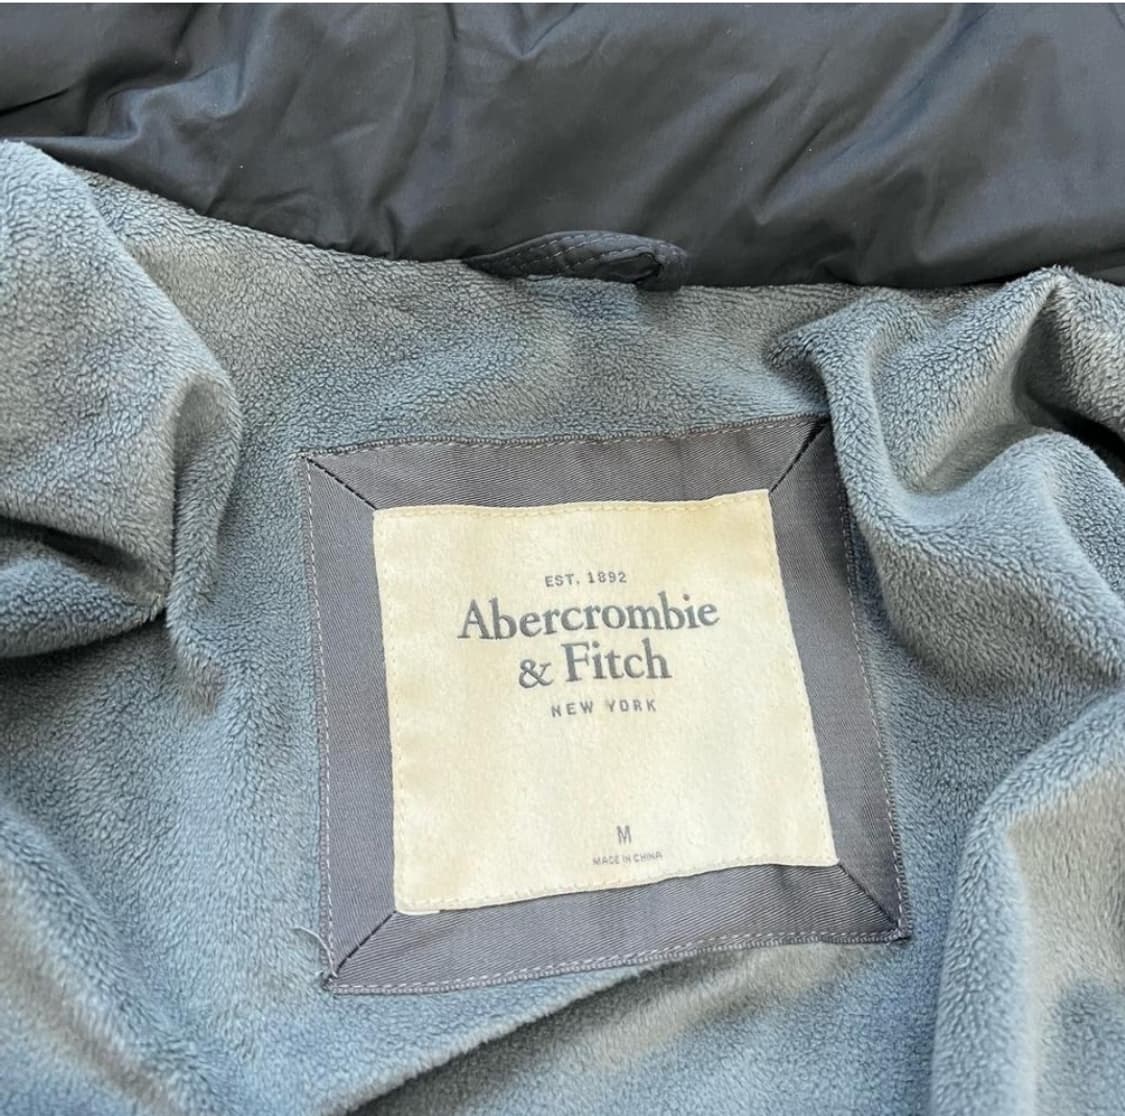 EST. 1892
Abercrombie
& Fitch
NEW YORK
M
MADE IN CHINA